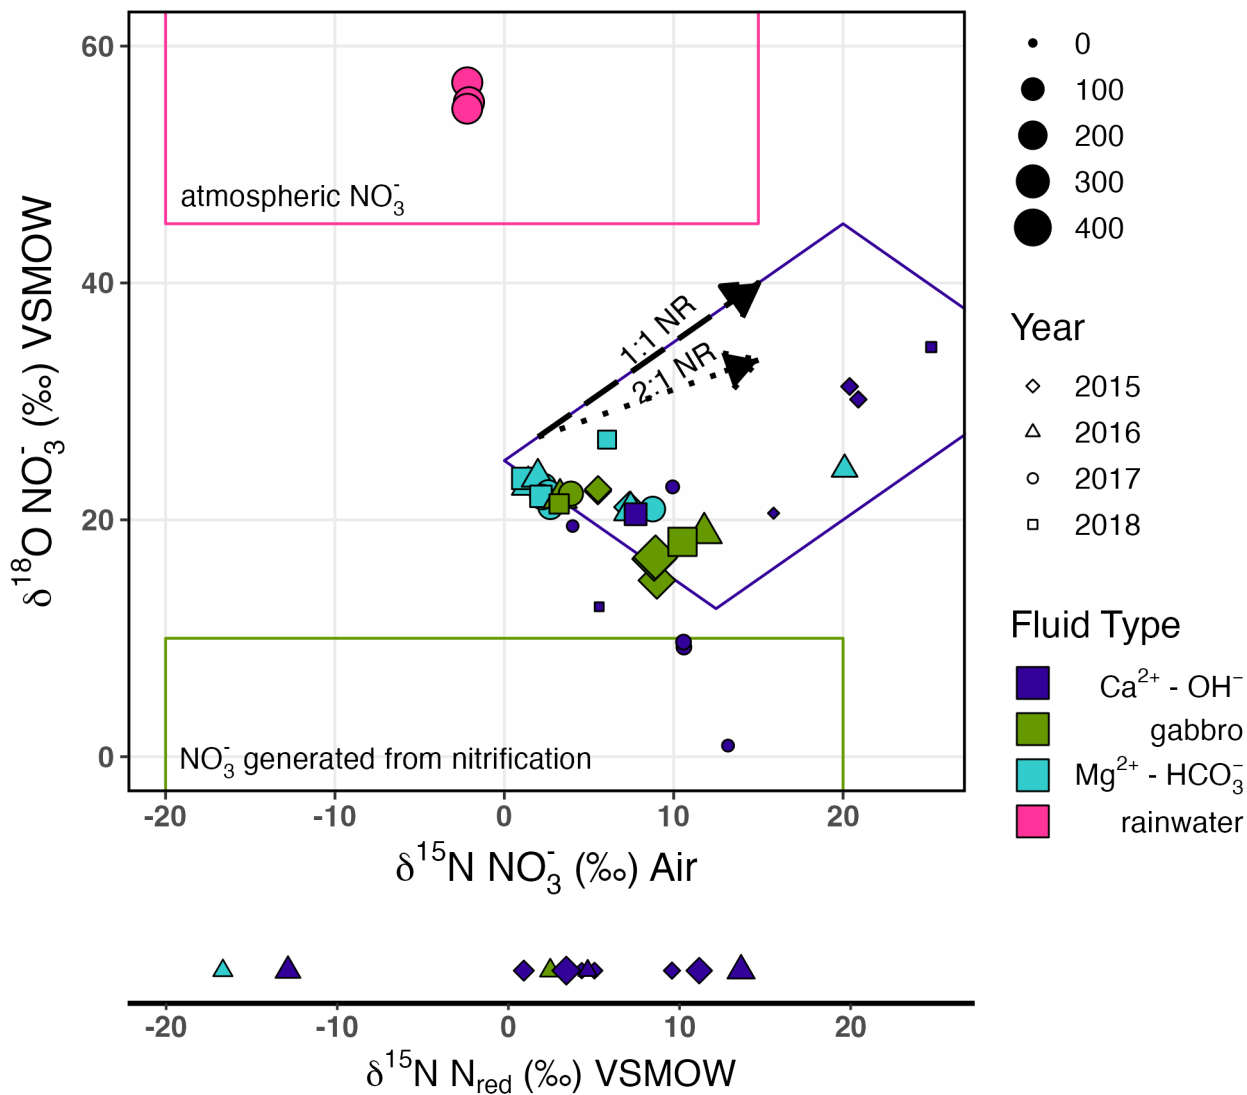 60
40
20
0
δ¹⁸O NO₃⁻ (‰) VSMOW
atmospheric NO₃⁻
1:1 NR
2:1 NR
NO₃⁻ generated from nitrification
-20 -10 0 10 20
δ¹⁵N NO₃⁻ (‰) Air
-20 -10 0 10 20
δ¹⁵N N_red (‰) VSMOW
0
100
200
300
400
Year
2015
2016
2017
2018
Fluid Type
Ca²⁺ - OH⁻
gabbro
Mg²⁺ - HCO₃⁻
rainwater